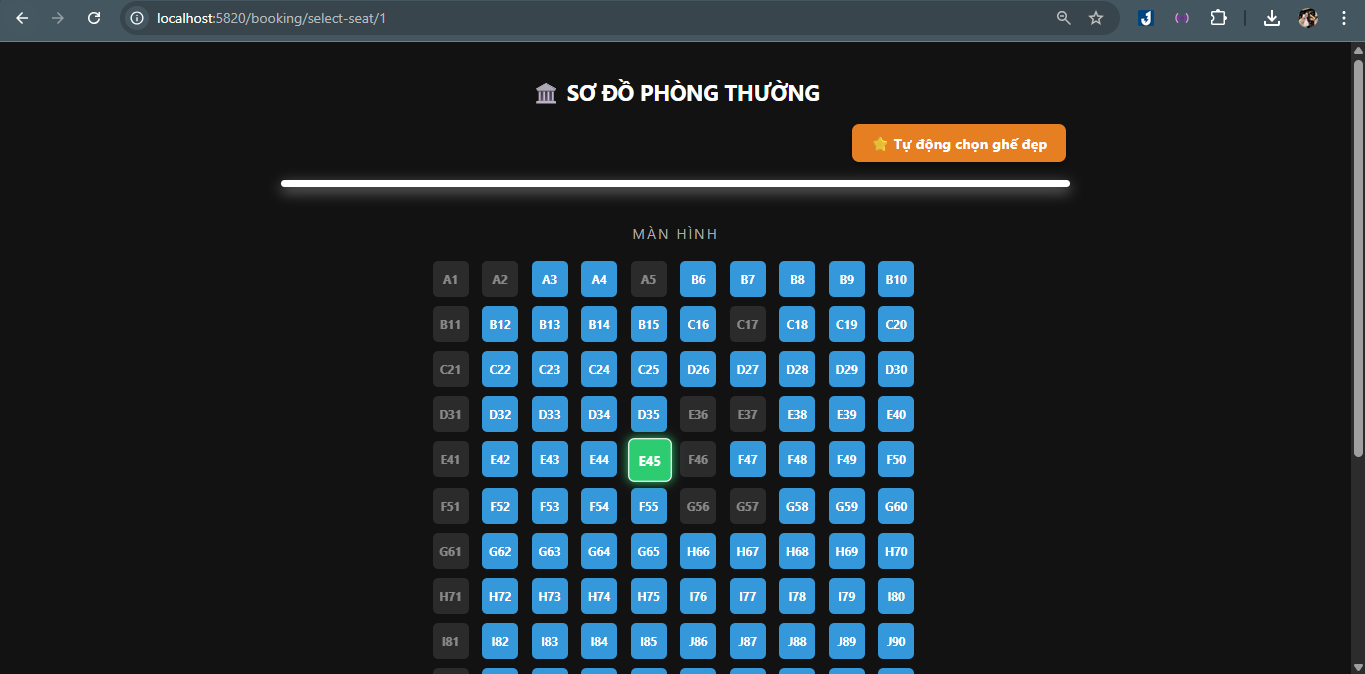 localhost:5820/booking/select-seat/1
SƠ ĐỒ PHÒNG THƯỜNG
Tự động chọn ghế đẹp
MÀN HÌNH
A1 A2 A3 A4 A5 B6 B7 B8 B9 B10
B11 B12 B13 B14 B15 C16 C17 C18 C19 C20
C21 C22 C23 C24 C25 D26 D27 D28 D29 D30
D31 D32 D33 D34 D35 E36 E37 E38 E39 E40
E41 E42 E43 E44 E45 F46 F47 F48 F49 F50
F51 F52 F53 F54 F55 G56 G57 G58 G59 G60
G61 G62 G63 G64 G65 H66 H67 H68 H69 H70
H71 H72 H73 H74 H75 I76 I77 I78 I79 I80
I81 I82 I83 I84 I85 J86 J87 J88 J89 J90